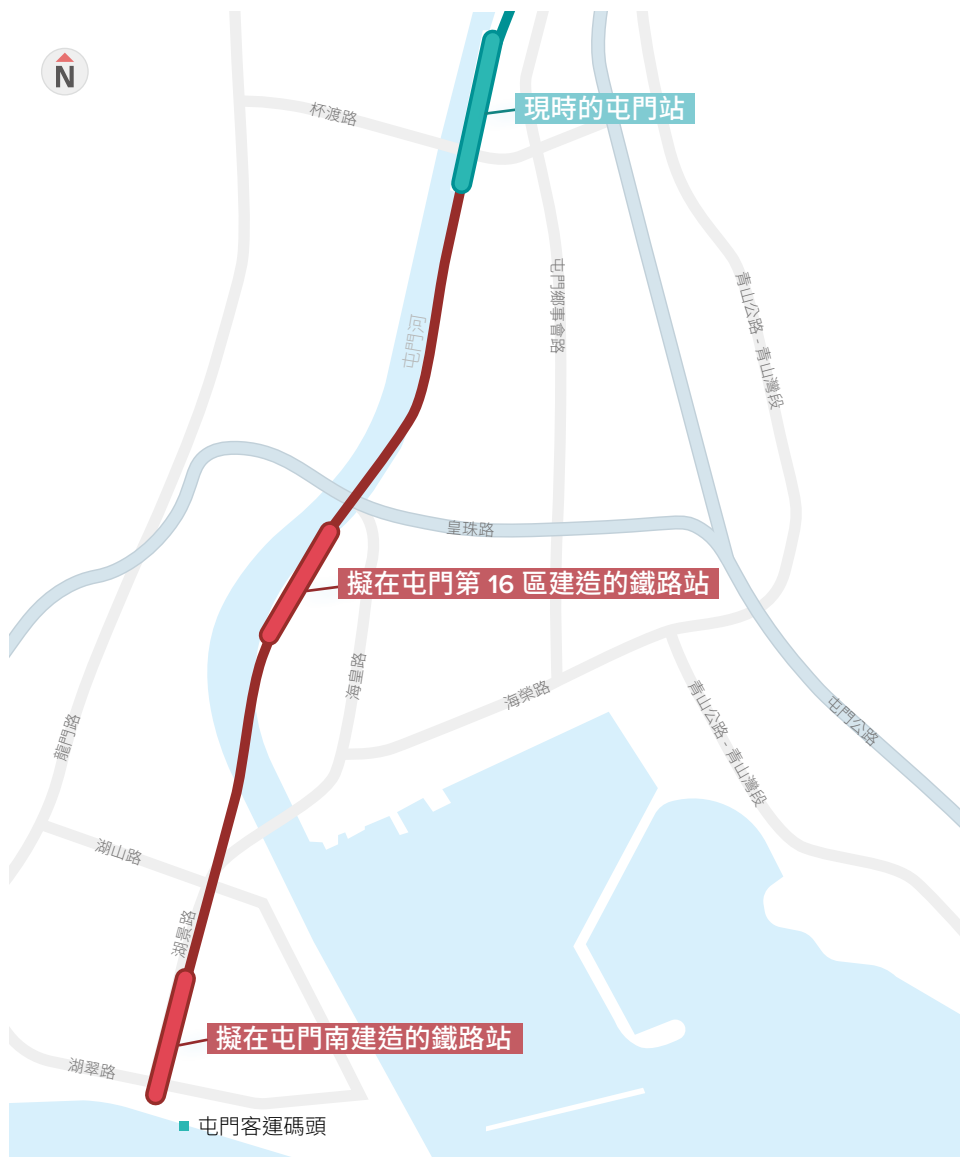 N
現時的屯門站
杯渡路
屯門河
屯門鄉事會路
青山公路 - 青山灣段
皇珠路
擬在屯門第 16 區建造的鐵路站
海皇路
海榮路
龍門路
青山公路 - 青山灣段
屯門公路
湖山路
湖景路
擬在屯門南建造的鐵路站
湖翠路
屯門客運碼頭